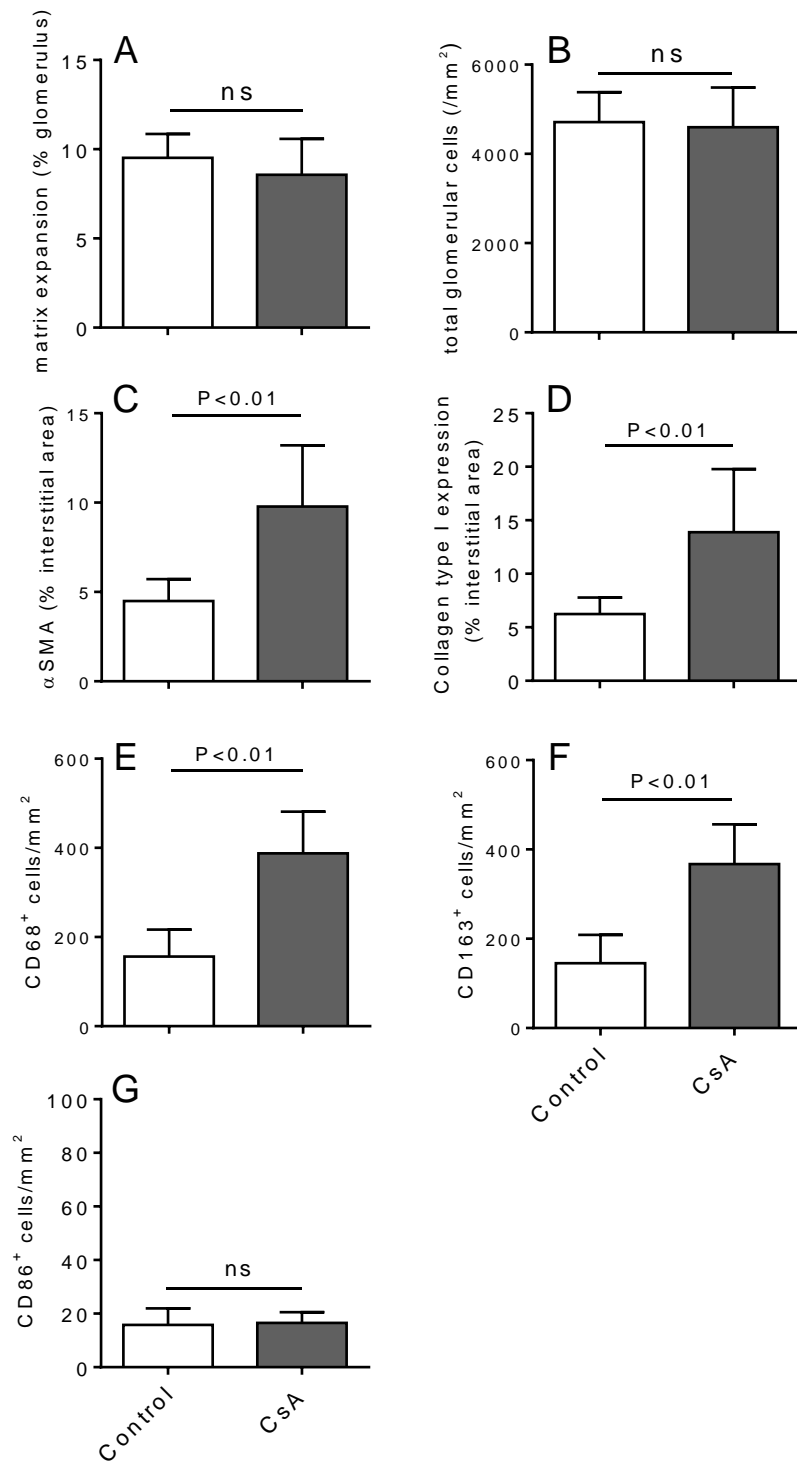 A
matrix expansion (% glomerulus)
15
10
5
0
ns
B
total glomerular cells (/mm²)
6000
4000
2000
0
ns
C
αSMA (% interstitial area)
15
10
5
0
P<0.01
D
Collagen type I expression
(% interstitial area)
25
20
15
10
5
0
P<0.01
E
CD68⁺ cells/mm²
600
400
200
0
P<0.01
F
CD163⁺ cells/mm²
600
400
200
0
P<0.01
Control
CsA
G
CD86⁺ cells/mm²
100
80
60
40
20
0
ns
Control
CsA